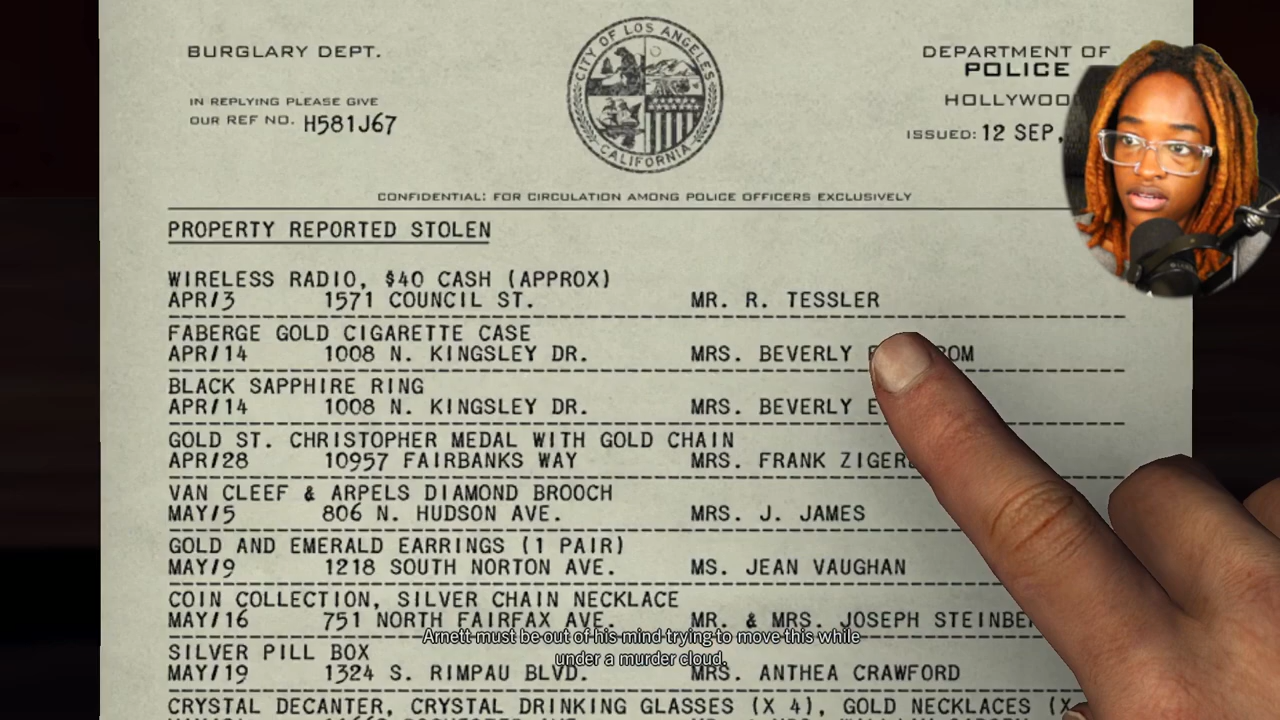 BURGLARY DEPT.
DEPARTMENT OF
POLICE
IN REPLYING PLEASE GIVE
OUR REF NO. H581J67
HOLLYWOO
ISSUED: 12 SEP,
CITY OF LOS ANGELES
CALIFORNIA
CONFIDENTIAL: FOR CIRCULATION AMONG POLICE OFFICERS EXCLUSIVELY
PROPERTY REPORTED STOLEN
WIRELESS RADIO, $40 CASH (APPROX)
APR/3 1571 COUNCIL ST. MR. R. TESSLER
FABERGE GOLD CIGARETTE CASE
APR/14 1008 N. KINGSLEY DR. MRS. BEVERLY
BLACK SAPPHIRE RING
APR/14 1008 N. KINGSLEY DR. MRS. BEVERLY
GOLD ST. CHRISTOPHER MEDAL WITH GOLD CHAIN
APR/28 10957 FAIRBANKS WAY MRS. FRANK
VAN CLEEF & ARPELS DIAMOND BROOCH
MAY/5 806 N. HUDSON AVE. MRS. J. JAMES
GOLD AND EMERALD EARRINGS (1 PAIR)
MAY/9 1218 SOUTH NORTON AVE. MS. JEAN VAUGHAN
COIN COLLECTION, SILVER CHAIN NECKLACE
MAY/16 751 NORTH FAIRFAX AVE. MR. & MRS. JOSEPH
Arnett must be out of his mind trying to move this while
under a murder cloud.
SILVER PILL BOX
MAY/19 1324 S. RIMPAU BLVD. MRS. ANTHEA CRAWFORD
CRYSTAL DECANTER, CRYSTAL DRINKING GLASSES (X 4), GOLD NECKLACES (X